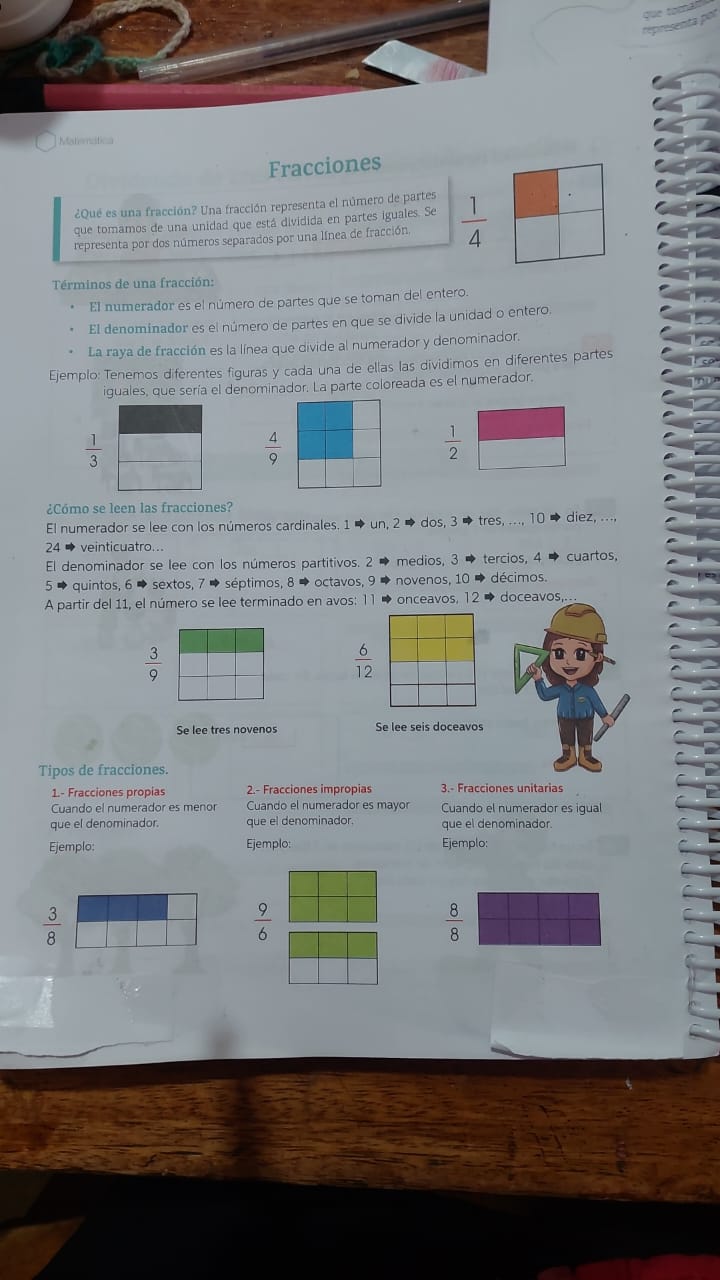 que
representa por
Matemática
Fracciones
¿Qué es una fracción? Una fracción representa el número de partes
que tomamos de una unidad que está dividida en partes iguales. Se
representa por dos números separados por una línea de fracción.
1
4
Términos de una fracción:
• El numerador es el número de partes que se toman del entero.
• El denominador es el número de partes en que se divide la unidad o entero.
• La raya de fracción es la línea que divide al numerador y denominador.
Ejemplo: Tenemos diferentes figuras y cada una de ellas las dividimos en diferentes partes
iguales, que sería el denominador. La parte coloreada es el numerador.
1
3
4
9
1
2
¿Cómo se leen las fracciones?
El numerador se lee con los números cardinales. 1 ➡ un, 2 ➡ dos, 3 ➡ tres, ..., 10 ➡ diez, ...,
24 ➡ veinticuatro...
El denominador se lee con los números partitivos. 2 ➡ medios, 3 ➡ tercios, 4 ➡ cuartos,
5 ➡ quintos, 6 ➡ sextos, 7 ➡ séptimos, 8 ➡ octavos, 9 ➡ novenos, 10 ➡ décimos.
A partir del 11, el número se lee terminado en avos: 11 ➡ onceavos, 12 ➡ doceavos,...
3
9
6
12
Se lee tres novenos
Se lee seis doceavos
Tipos de fracciones.
1.- Fracciones propias
Cuando el numerador es menor
que el denominador.
Ejemplo:
3
8
2.- Fracciones impropias
Cuando el numerador es mayor
que el denominador.
Ejemplo:
9
6
3.- Fracciones unitarias
Cuando el numerador es igual
que el denominador.
Ejemplo:
8
8